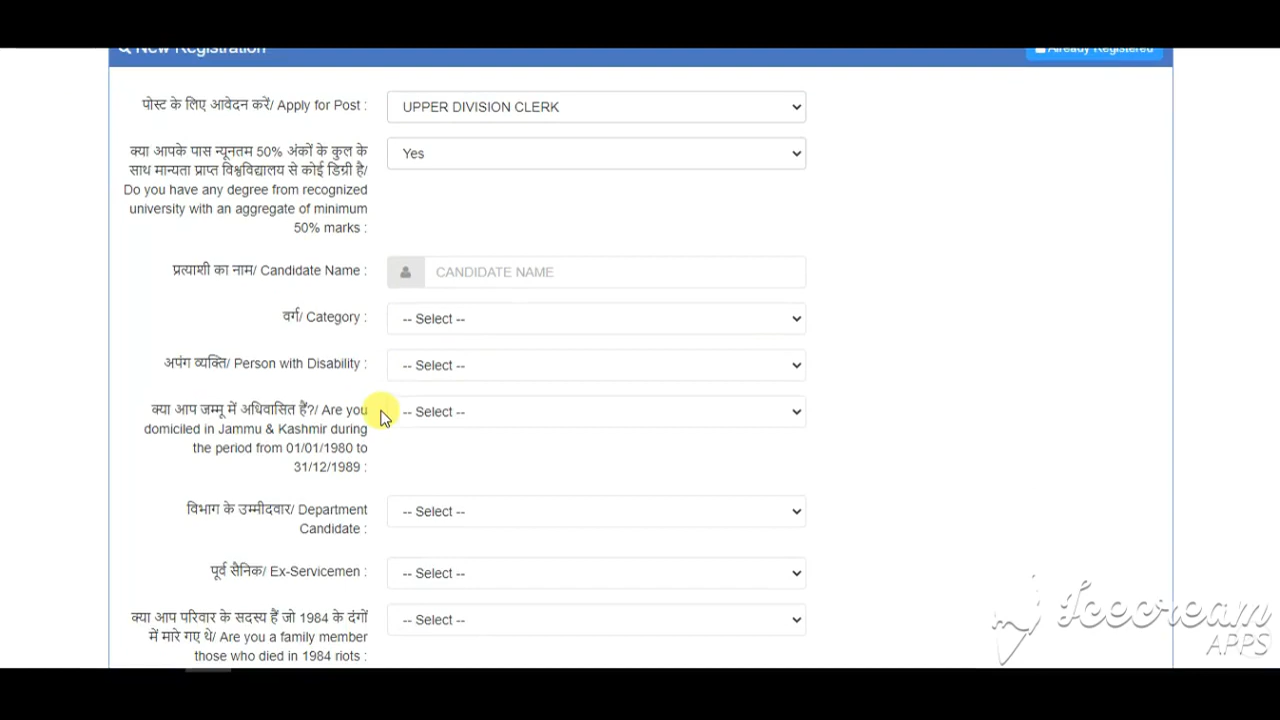 New Registration
Already Registered
पोस्ट के लिए आवेदन करें/ Apply for Post :
UPPER DIVISION CLERK
क्या आपके पास न्यूनतम 50% अंकों के कुल के
साथ मान्यता प्राप्त विश्वविद्यालय से कोई डिग्री है/
Do you have any degree from recognized
university with an aggregate of minimum
50% marks :
Yes
प्रत्याशी का नाम/ Candidate Name :
CANDIDATE NAME
वर्ग/ Category :
-- Select --
अपंग व्यक्ति/ Person with Disability :
-- Select --
क्या आप जम्मू में अधिवासित हैं?/ Are you
domiciled in Jammu & Kashmir during
the period from 01/01/1980 to
31/12/1989 :
-- Select --
विभाग के उम्मीदवार/ Department
Candidate :
-- Select --
पूर्व सैनिक/ Ex-Servicemen :
-- Select --
क्या आप परिवार के सदस्य हैं जो 1984 के दंगों
में मारे गए थे/ Are you a family member
those who died in 1984 riots :
-- Select --
Icecream
APPS